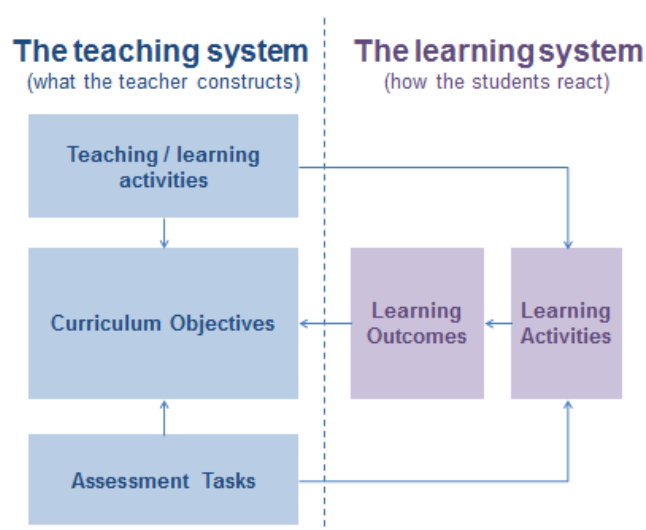 The teaching system
(what the teacher constructs)
The learning system
(how the students react)
Teaching / learning
activities
Curriculum Objectives
Learning
Outcomes
Learning
Activities
Assessment Tasks